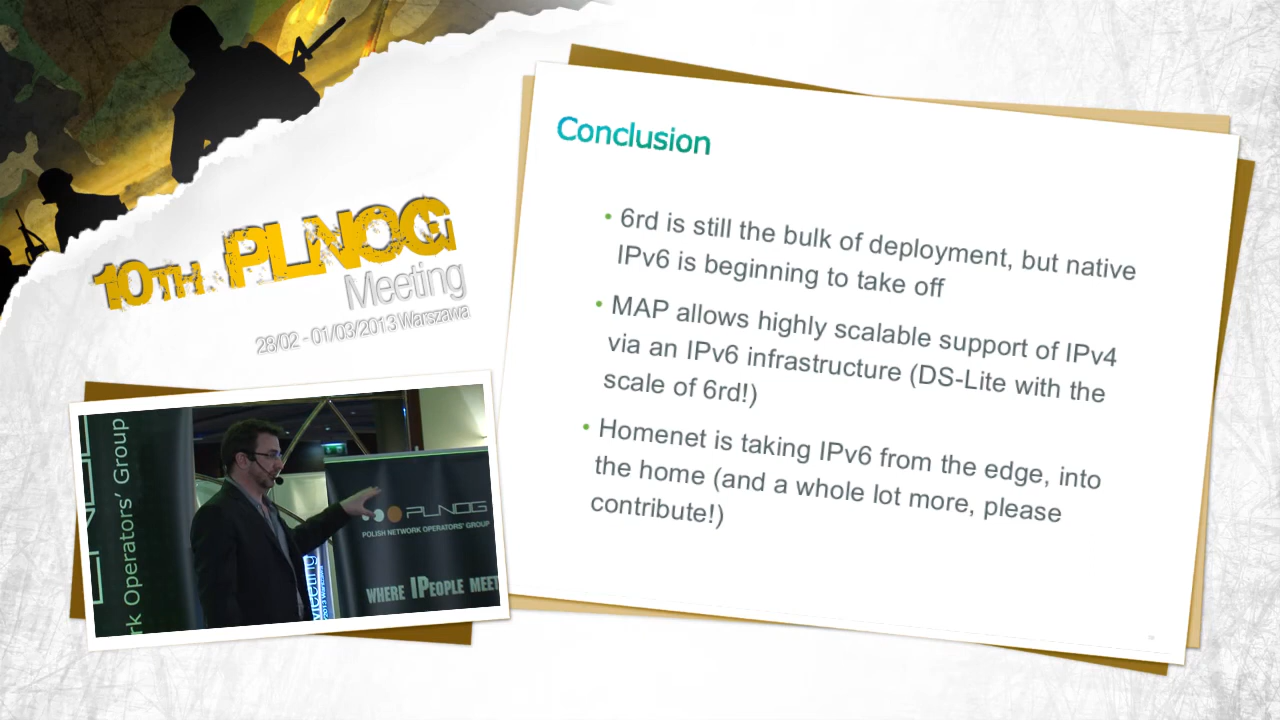 10TH PLNOG
Meeting
28/02 - 01/03/2013 Warszawa
Conclusion
• 6rd is still the bulk of deployment, but native
IPv6 is beginning to take off
• MAP allows highly scalable support of IPv4
via an IPv6 infrastructure (DS-Lite with the
scale of 6rd!)
• Homenet is taking IPv6 from the edge, into
the home (and a whole lot more, please
contribute!)
rk Operators' Group
PLNOG
POLISH NETWORK OPERATORS' GROUP
WHERE IPEOPLE MEET
Meeting
2013 Warszawa